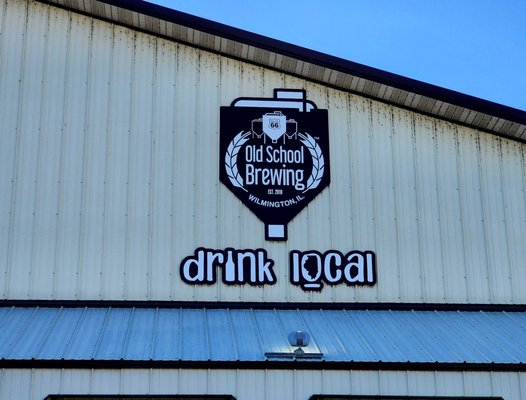 66
Old School
Brewing
EST. 2018
WILMINGTON, IL
drink local